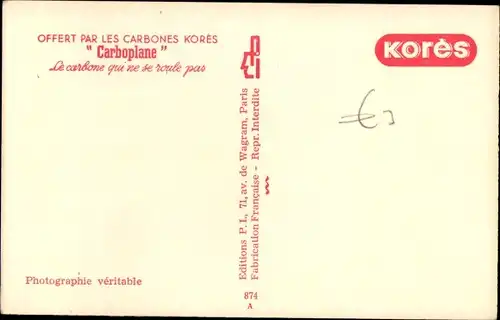 OFFERT PAR LES CARBONES KORÈS
" Carboplane "
Le carbone qui ne se roule pas
Korès
€ 3
Editions P. I., 71, av. de Wagram, Paris
Fabrication Française - Repr. Interdite
Photographie véritable
874
A